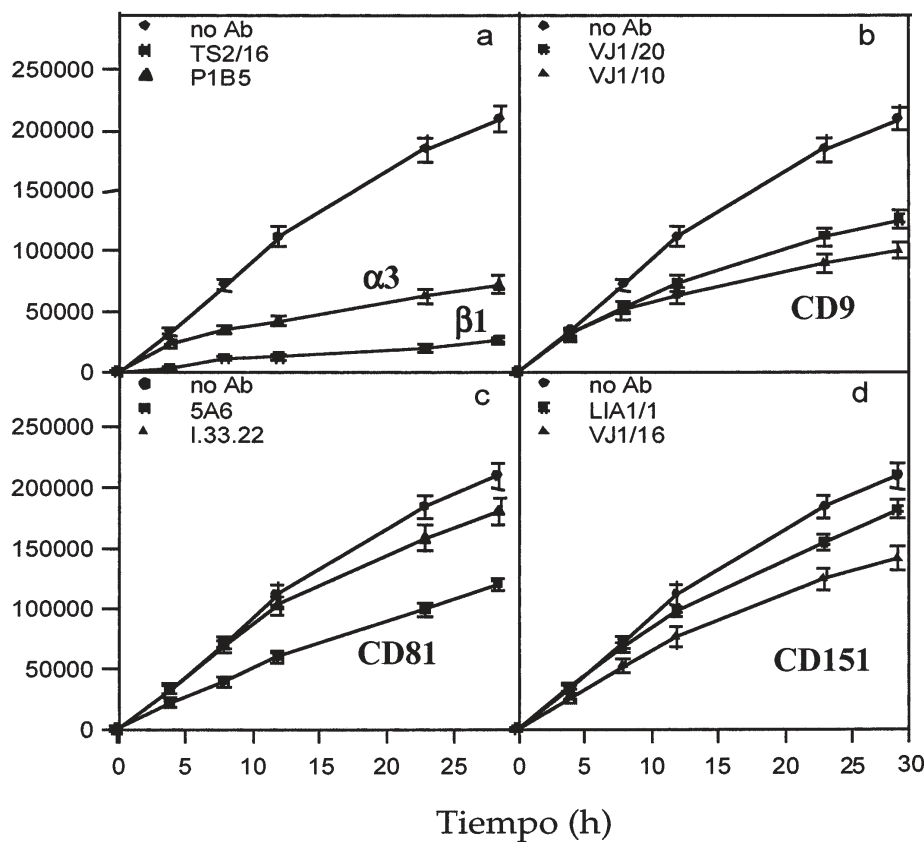 no Ab
TS2/16
P1B5
a
α3
β1
250000
200000
150000
100000
50000
0
no Ab
VJ1/20
VJ1/10
b
CD9
no Ab
5A6
I.33.22
c
CD81
200000
150000
100000
50000
0
0 5 10 15 20 25
no Ab
LIA1/1
VJ1/16
d
CD151
0 5 10 15 20 25 30
Tiempo (h)